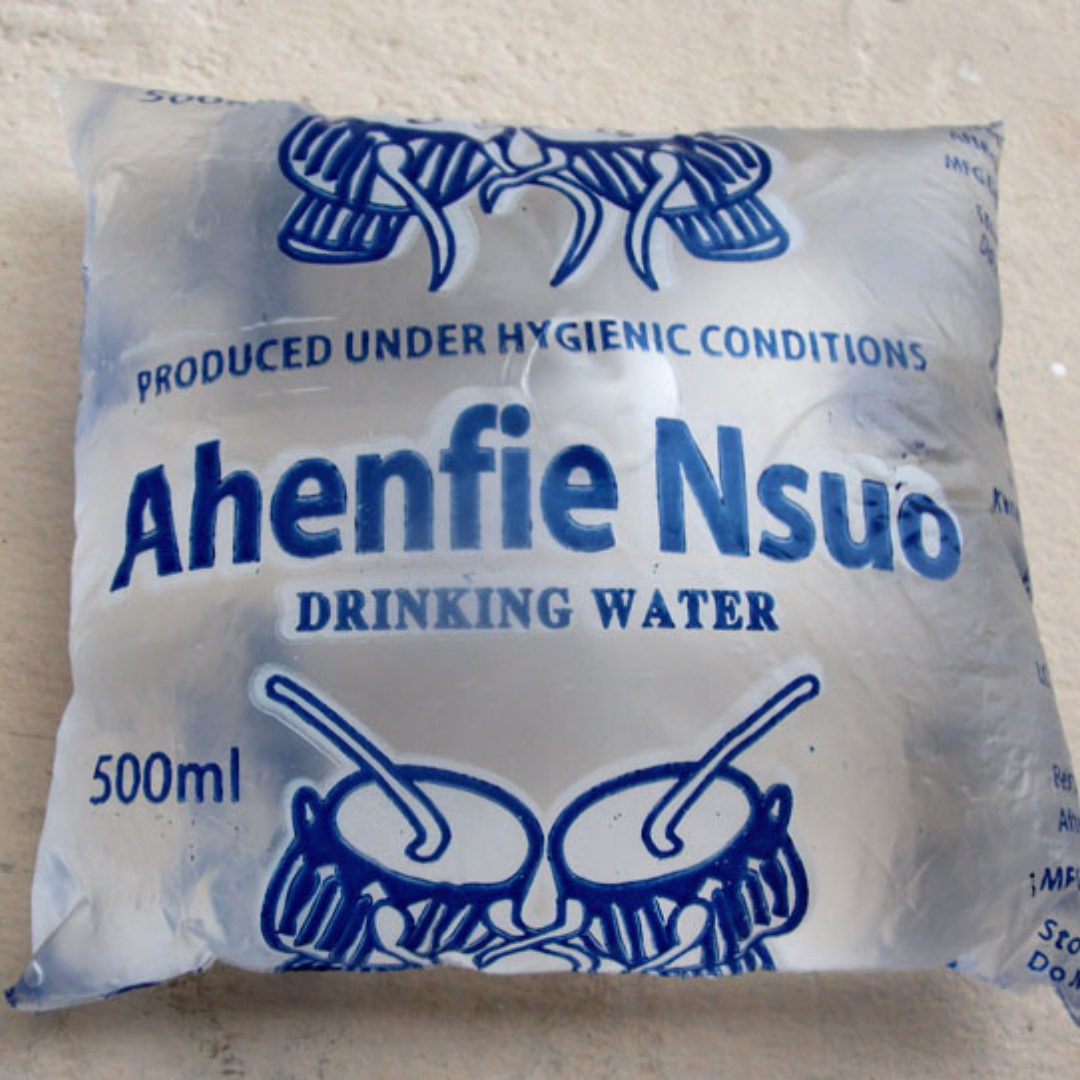 PRODUCED UNDER HYGIENIC CONDITIONS
Ahenfie Nsuo
DRINKING WATER
500ml